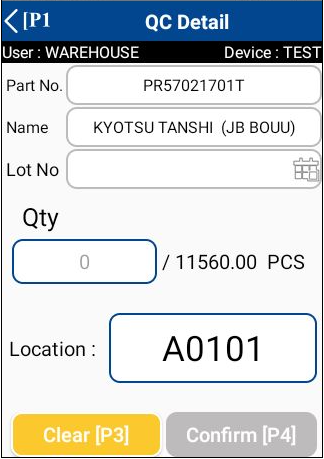 [P1 QC Detail
User : WAREHOUSE Device : TEST
Part No. PR57021701T
Name KYOTSU TANSHI (JB BOUU)
Lot No
Qty
0 / 11560.00 PCS
Location : A0101
Clear [P3] Confirm [P4]